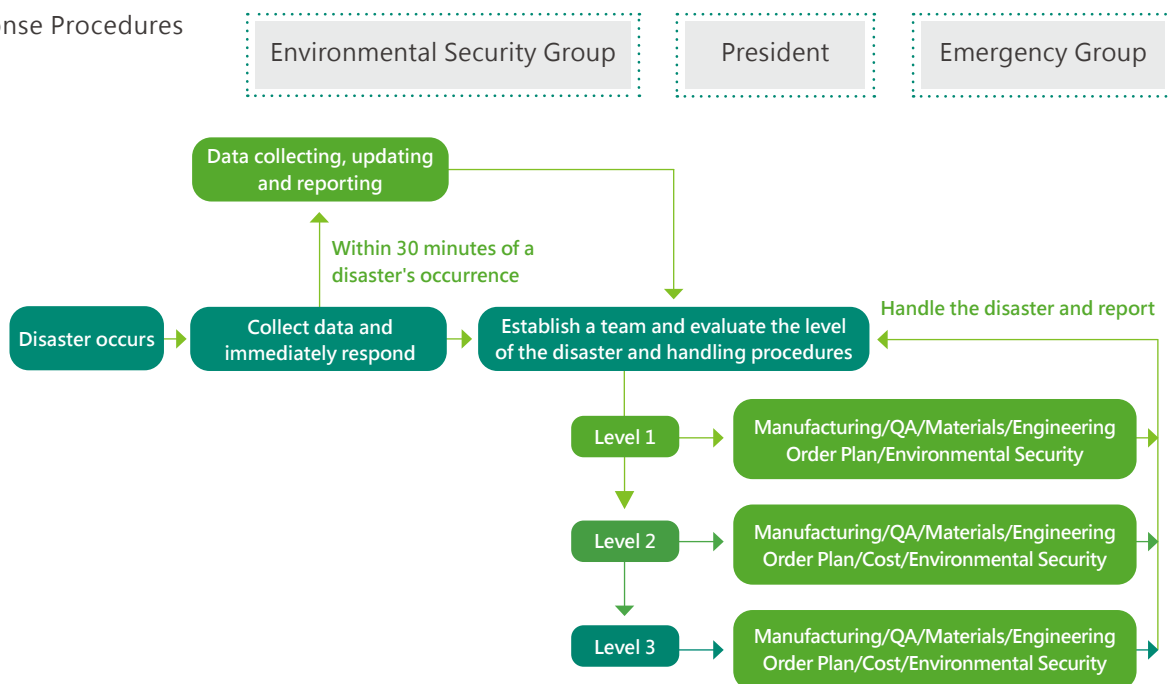 Procedures
Environmental Security Group
President
Emergency Group
Data collecting, updating
and reporting
Within 30 minutes of a
disaster's occurrence
Disaster occurs
Collect data and
immediately respond
Establish a team and evaluate the level
of the disaster and handling procedures
Handle the disaster and report
Level 1
Manufacturing/QA/Materials/Engineering
Order Plan/Environmental Security
Level 2
Manufacturing/QA/Materials/Engineering
Order Plan/Cost/Environmental Security
Level 3
Manufacturing/QA/Materials/Engineering
Order Plan/Cost/Environmental Security